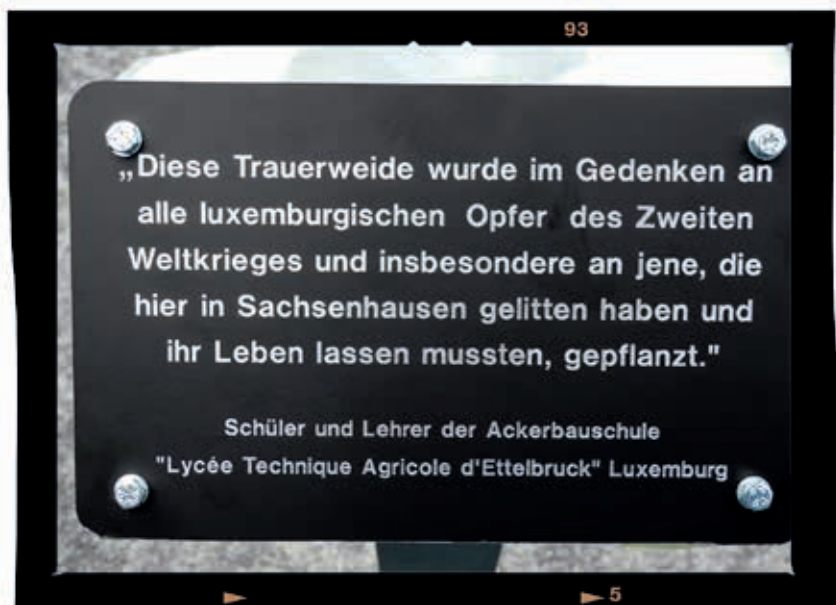 93
„Diese Trauerweide wurde im Gedenken an
alle luxemburgischen Opfer des Zweiten
Weltkrieges und insbesondere an jene, die
hier in Sachsenhausen gelitten haben und
ihr Leben lassen mussten, gepflanzt."
Schüler und Lehrer der Ackerbauschule
"Lycée Technique Agricole d'Ettelbruck" Luxemburg
5